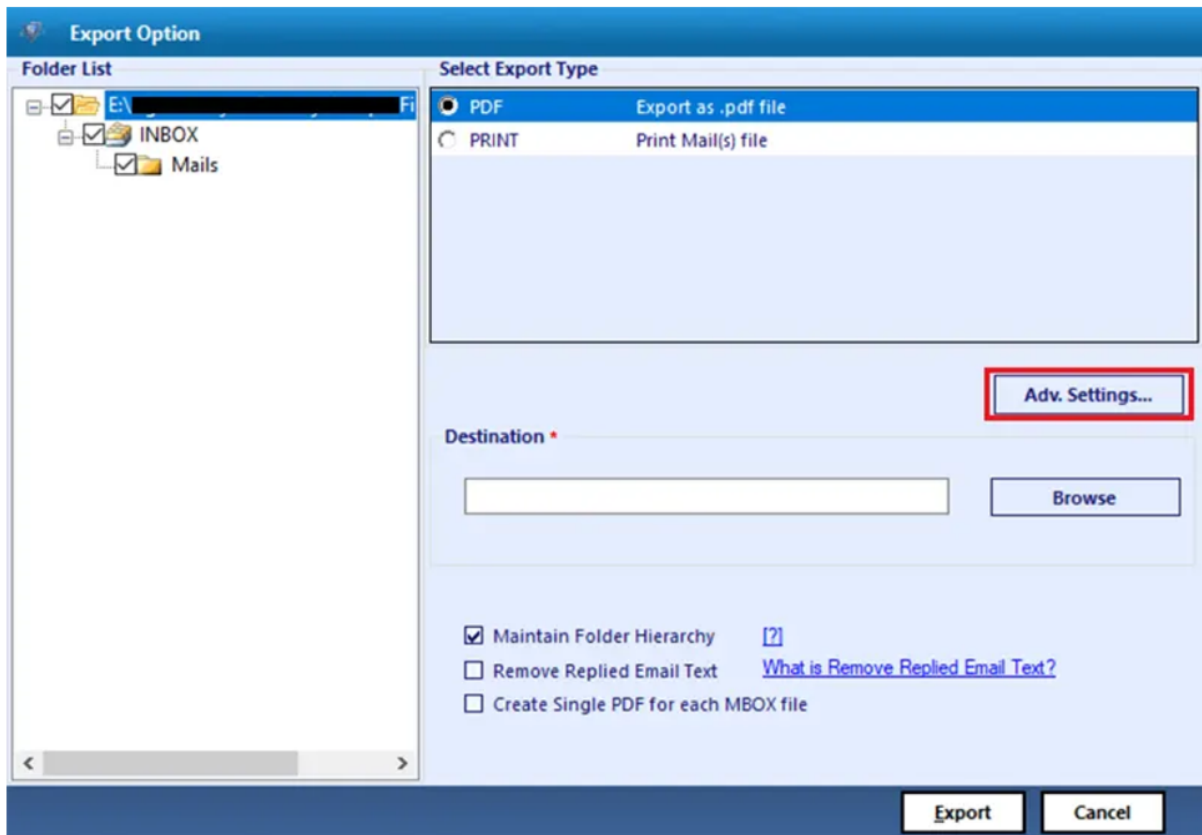 Export Option
Folder List
E:\ Fi
INBOX
Mails
Select Export Type
PDF Export as .pdf file
PRINT Print Mail(s) file
Adv. Settings...
Destination *
Browse
Maintain Folder Hierarchy [?]
Remove Replied Email Text What is Remove Replied Email Text?
Create Single PDF for each MBOX file
Export Cancel